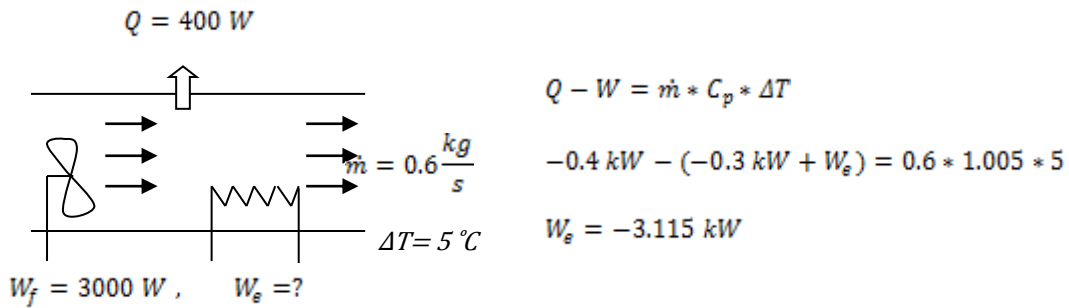 Q = 400 W
Q − W = ṁ * C_p * ΔT
ṁ = 0.6 kg/s
−0.4 kW − (−0.3 kW + W_e) = 0.6 * 1.005 * 5
ΔT= 5 °C
W_e = −3.115 kW
W_f = 3000 W , W_e =?